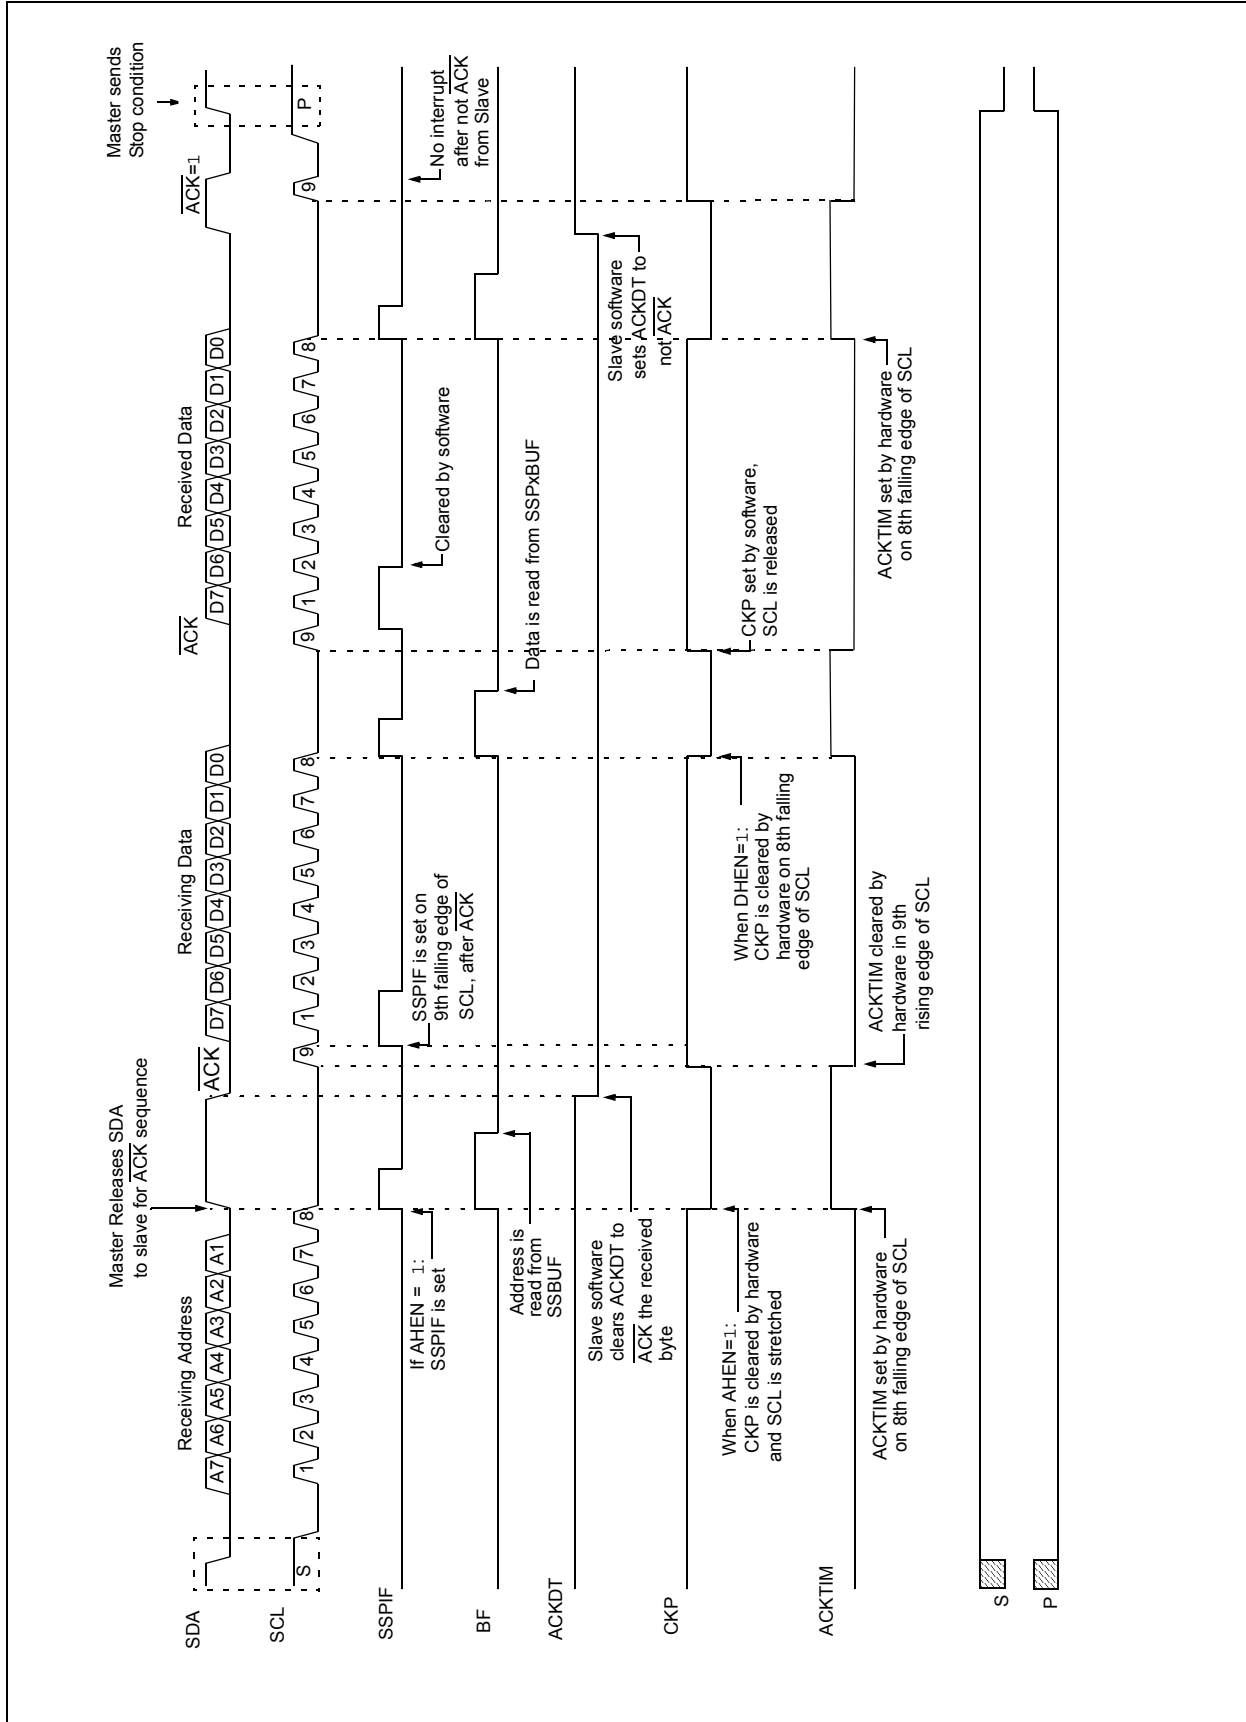 Master Releases SDA
to slave for ACK sequence
Master sends
Stop condition
Receiving Address
Receiving Data
Received Data
ACK
ACK
ACK=1
SDA
A7 A6 A5 A4 A3 A2 A1
D7 D6 D5 D4 D3 D2 D1 D0
D7 D6 D5 D4 D3 D2 D1 D0
SCL
S
1 2 3 4 5 6 7 8 9
1 2 3 4 5 6 7 8 9
1 2 3 4 5 6 7 8 9
P
SSPIF
If AHEN = 1:
SSPIF is set
SSPIF is set on
9th falling edge of
SCL, after ACK
Cleared by software
No interrupt
after not ACK
from Slave
BF
Address is
read from
SSBUF
Data is read from SSPxBUF
ACKDT
Slave software
clears ACKDT to
ACK the received
byte
Slave software
sets ACKDT to
not ACK
CKP
When AHEN=1:
CKP is cleared by hardware
and SCL is stretched
When DHEN=1:
CKP is cleared by
hardware on 8th falling
edge of SCL
CKP set by software,
SCL is released
ACKTIM
ACKTIM set by hardware
on 8th falling edge of SCL
ACKTIM cleared by
hardware in 9th
rising edge of SCL
ACKTIM set by hardware
on 8th falling edge of SCL
S
P